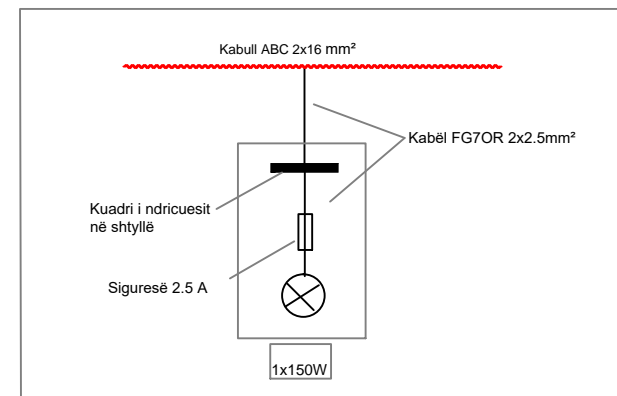 Kabull ABC 2x16 mm²
Kabël FG7OR 2x2.5mm²
Kuadri i ndricuesit
në shtyllë
Siguresë 2.5 A
1x150W